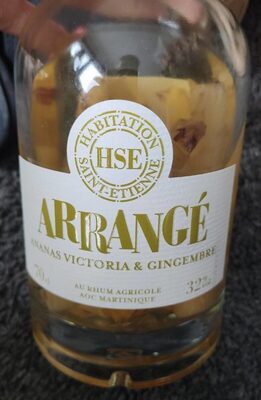 HABITATION
HSE
SAINT-ETIENNE
ARRANGÉ
ANANAS VICTORIA & GINGEMBRE
70cl
AU RHUM AGRICOLE
AOC MARTINIQUE
32%